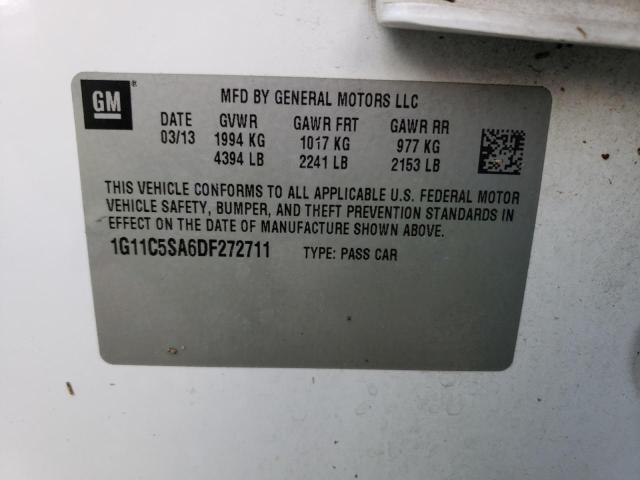 GM ®
MFD BY GENERAL MOTORS LLC
DATE GVWR GAWR FRT GAWR RR
03/13 1994 KG 1017 KG 977 KG
4394 LB 2241 LB 2153 LB
THIS VEHICLE CONFORMS TO ALL APPLICABLE U.S. FEDERAL MOTOR
VEHICLE SAFETY, BUMPER, AND THEFT PREVENTION STANDARDS IN
EFFECT ON THE DATE OF MANUFACTURE SHOWN ABOVE.
1G11C5SA6DF272711 TYPE: PASS CAR